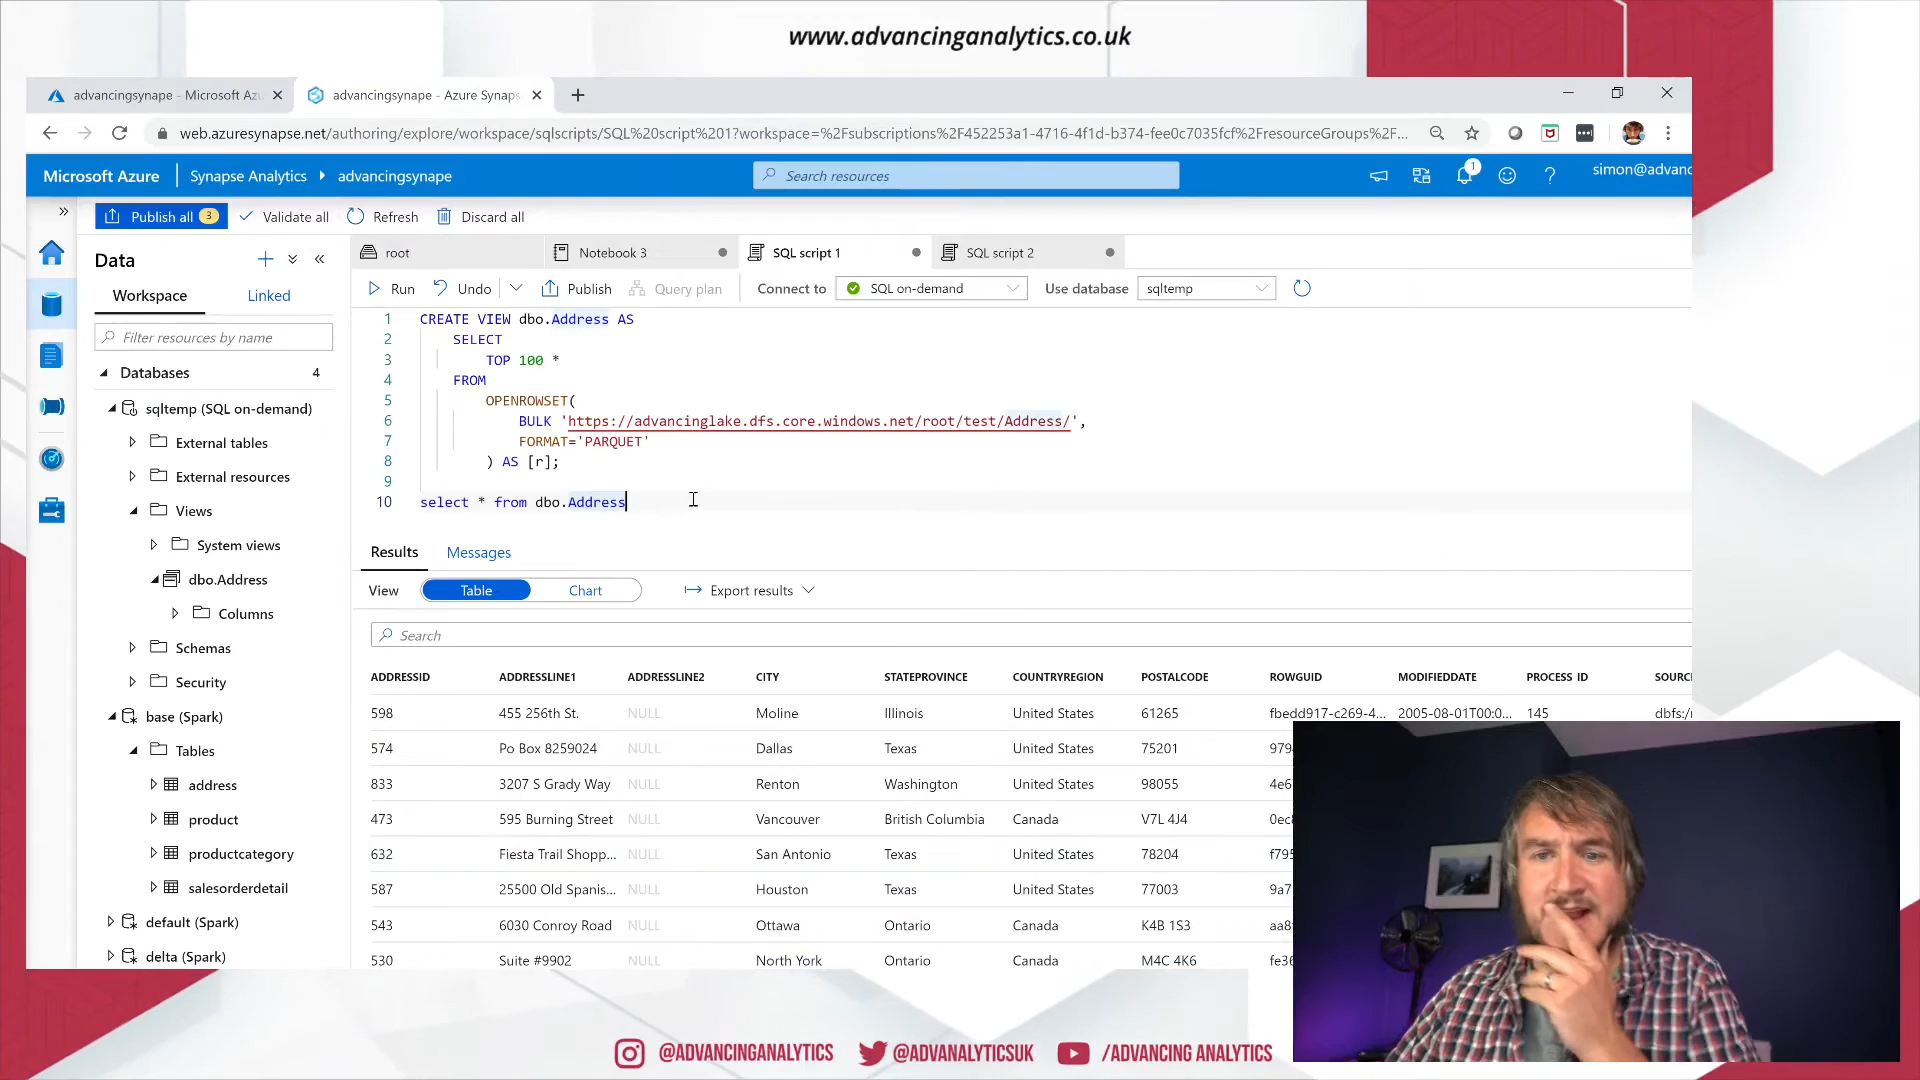 www.advancinganalytics.co.uk
advancingsynape - Microsoft Az
advancingsynape - Azure Synaps
web.azuresynapse.net/authoring/explore/workspace/sqlscripts/SQL%20script%201?workspace=%2Fsubscriptions%2F452253a1-4716-4f1d-b374-fee0c7035fcf%2FresourceGroups%2F...
Microsoft Azure
Synapse Analytics
advancingsynape
Search resources
1
simon@advanc
Publish all 3
Validate all
Refresh
Discard all
Data
Workspace
Linked
Filter resources by name
Databases 4
sqltemp (SQL on-demand)
External tables
External resources
Views
System views
dbo.Address
Columns
Schemas
Security
base (Spark)
Tables
address
product
productcategory
salesorderdetail
default (Spark)
delta (Spark)
root
Notebook 3
SQL script 1
SQL script 2
Run
Undo
Publish
Query plan
Connect to
SQL on-demand
Use database
sqltemp
1 CREATE VIEW dbo.Address AS
2 SELECT
3 TOP 100 *
4 FROM
5 OPENROWSET(
6 BULK 'https://advancinglake.dfs.core.windows.net/root/test/Address/',
7 FORMAT='PARQUET'
8 ) AS [r];
9
10 select * from dbo.Address
Results
Messages
View
Table
Chart
Export results
Search
ADDRESSID ADDRESSLINE1 ADDRESSLINE2 CITY STATEPROVINCE COUNTRYREGION POSTALCODE ROWGUID MODIFIEDDATE PROCESS ID SOURC
598 455 256th St. NULL Moline Illinois United States 61265 fbedd917-c269-4... 2005-08-01T00:0... 145 dbfs:/
574 Po Box 8259024 NULL Dallas Texas United States 75201 979
833 3207 S Grady Way NULL Renton Washington United States 98055 4e6
473 595 Burning Street NULL Vancouver British Columbia Canada V7L 4J4 0ec
632 Fiesta Trail Shopp... NULL San Antonio Texas United States 78204 f795
587 25500 Old Spanis... NULL Houston Texas United States 77003 9a7
543 6030 Conroy Road NULL Ottawa Ontario Canada K4B 1S3 aa8
530 Suite #9902 NULL North York Ontario Canada M4C 4K6 fe36
@ADVANCINGANALYTICS
@ADVANALYTICSUK
/ADVANCING ANALYTICS